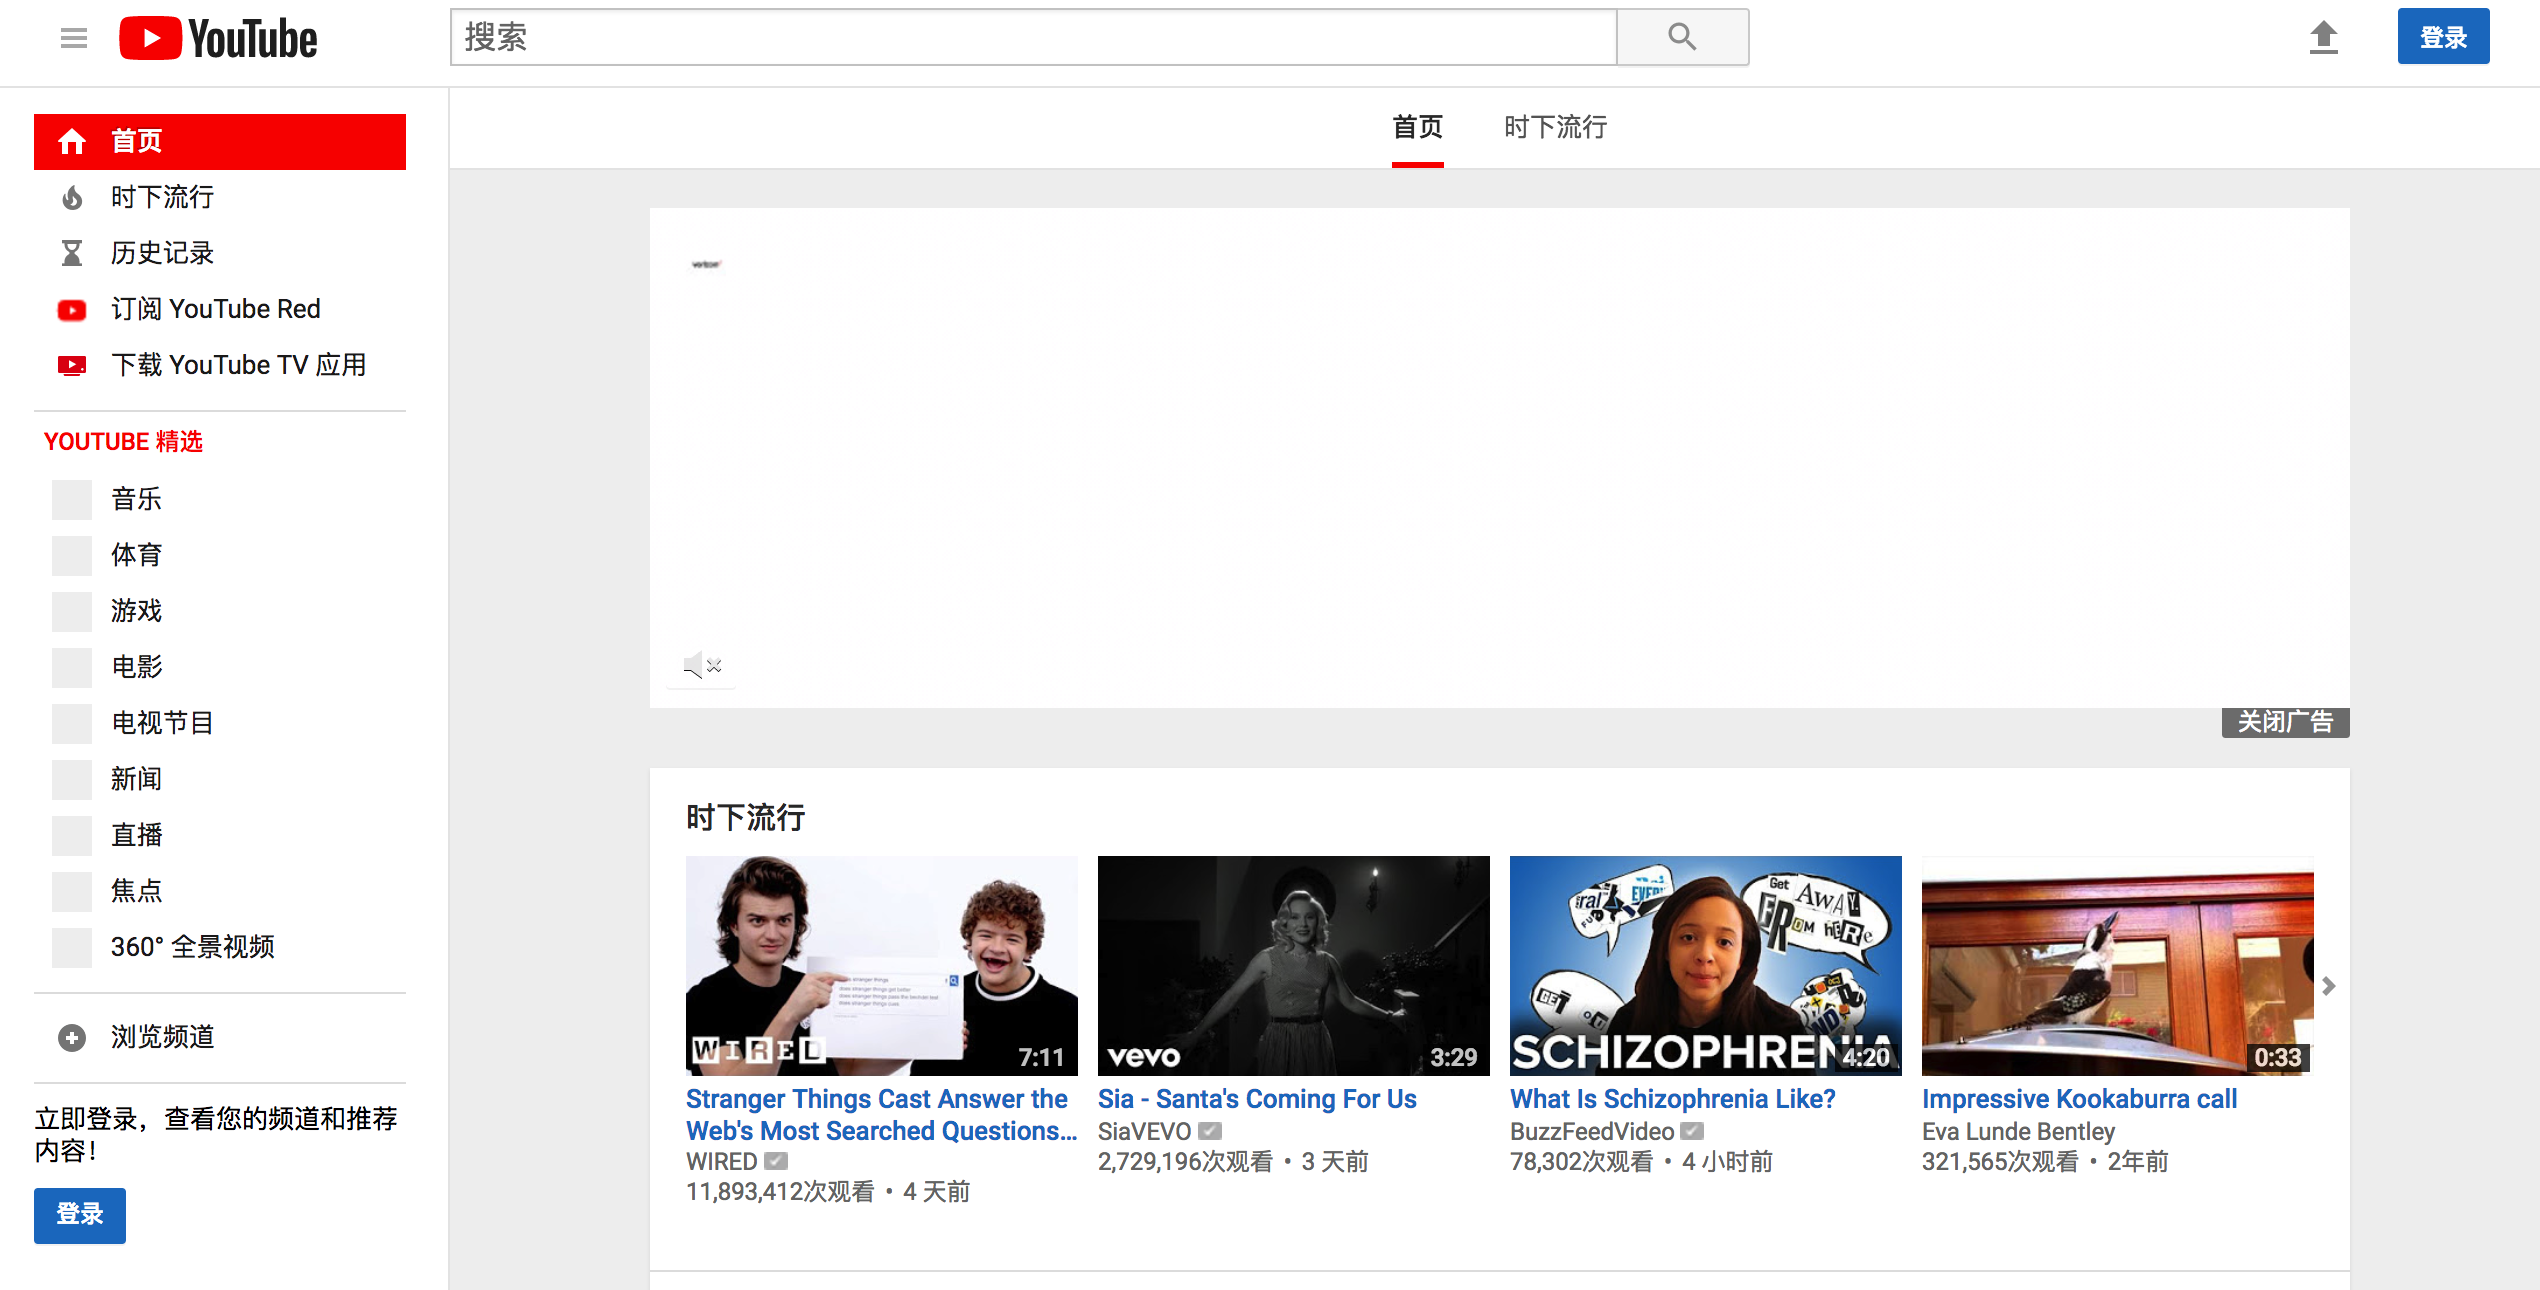 YouTube
搜索
登录
首页
时下流行
历史记录
订阅 YouTube Red
下载 YouTube TV 应用
YOUTUBE 精选
音乐
体育
游戏
电影
电视节目
新闻
直播
焦点
360° 全景视频
浏览频道
立即登录，查看您的频道和推荐
内容！
登录
首页 时下流行
verizon
关闭广告
时下流行
WIRED
7:11
Stranger Things Cast Answer the
Web's Most Searched Questions...
WIRED
11,893,412次观看 • 4 天前
vevo
3:29
Sia - Santa's Coming For Us
SiaVEVO
2,729,196次观看 • 3 天前
Get AWAY
FROM HERE
GET
SCHIZOPHRENIA
4:20
What Is Schizophrenia Like?
BuzzFeedVideo
78,302次观看 • 4 小时前
0:33
Impressive Kookaburra call
Eva Lunde Bentley
321,565次观看 • 2年前